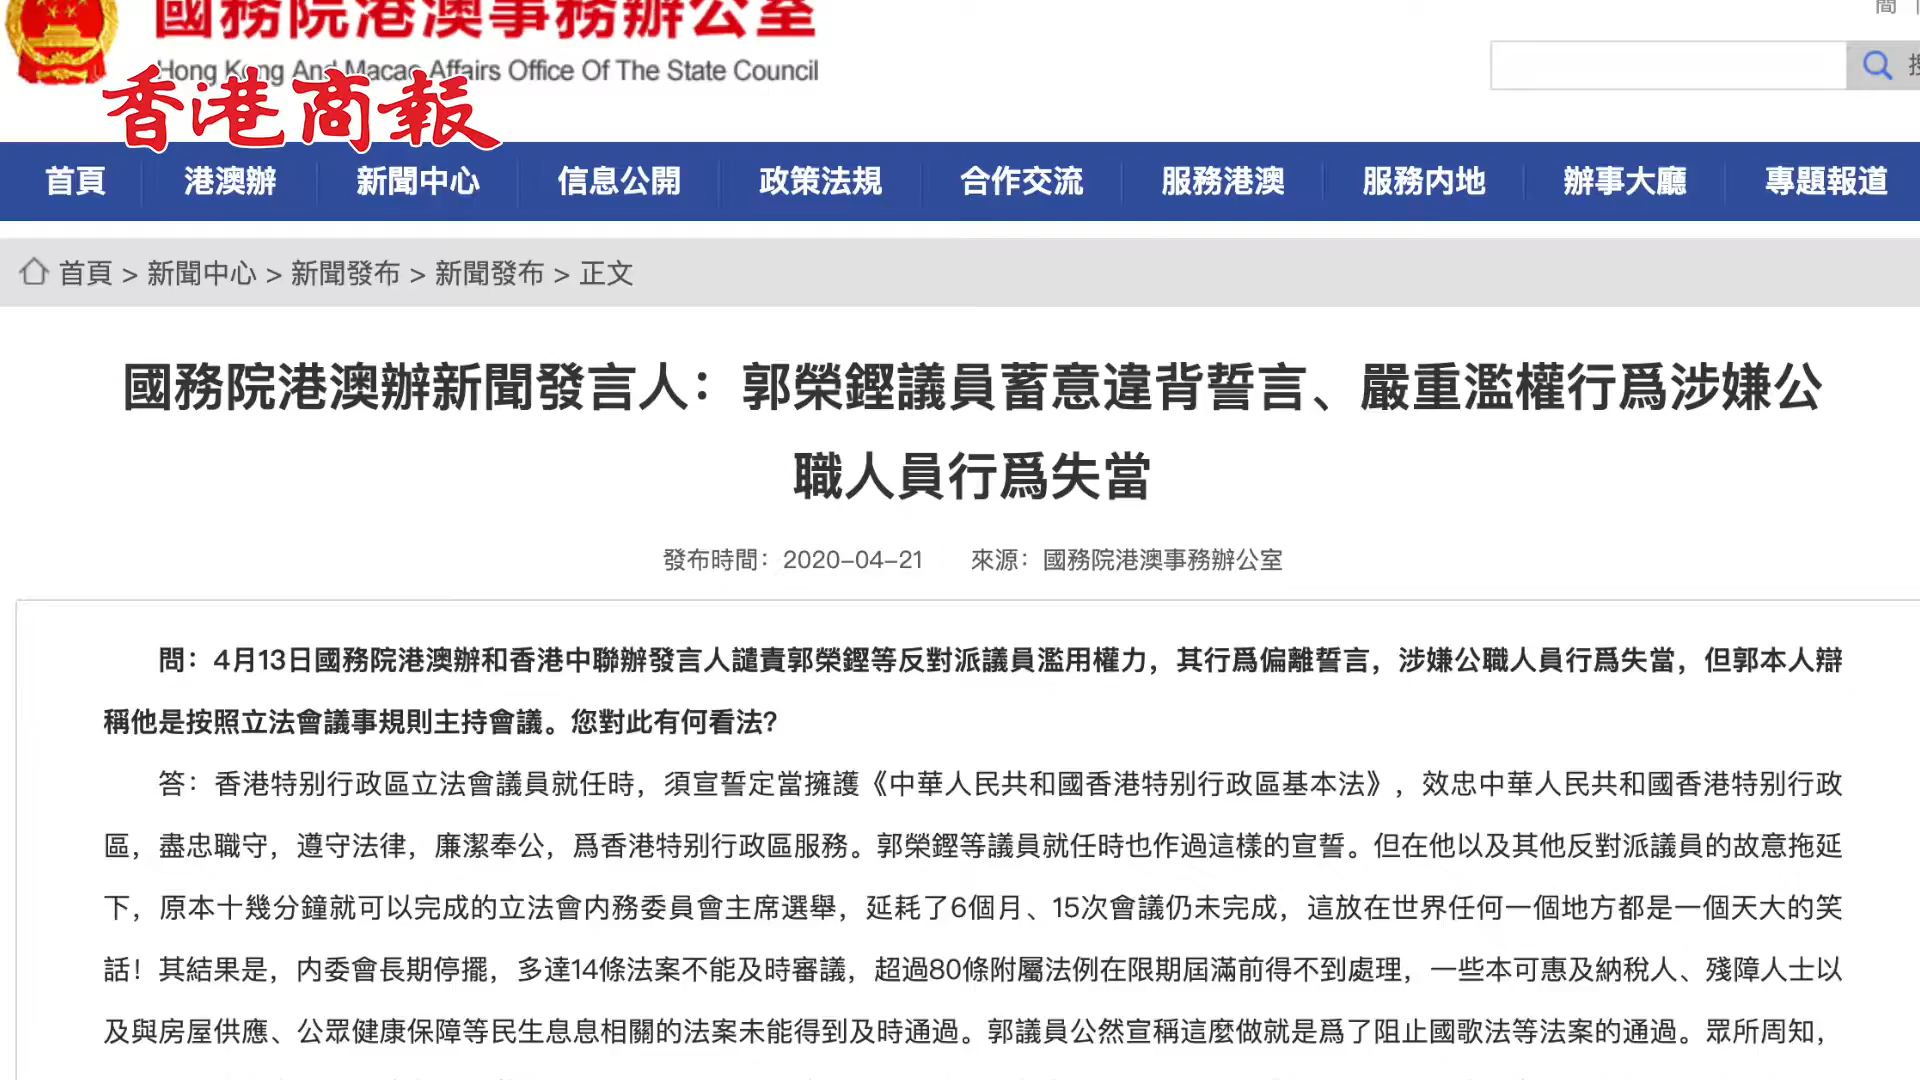 國務院港澳事務辦公室
簡
Hong Kong And Macao Affairs Office Of The State Council
香港商報
首頁 港澳辦 新聞中心 信息公開 政策法規 合作交流 服務港澳 服務内地 辦事大廳 專題報道
首頁 > 新聞中心 > 新聞發布 > 新聞發布 > 正文
國務院港澳辦新聞發言人：郭榮鏗議員蓄意違背誓言、嚴重濫權行爲涉嫌公
職人員行爲失當
發布時間：2020-04-21 來源：國務院港澳事務辦公室
問：4月13日國務院港澳辦和香港中聯辦發言人譴責郭榮鏗等反對派議員濫用權力，其行爲偏離誓言，涉嫌公職人員行爲失當，但郭本人辯
稱他是按照立法會議事規則主持會議。您對此有何看法？
答：香港特别行政區立法會議員就任時，須宣誓定當擁護《中華人民共和國香港特别行政區基本法》，效忠中華人民共和國香港特别行政
區，盡忠職守，遵守法律，廉潔奉公，爲香港特别行政區服務。郭榮鏗等議員就任時也作過這樣的宣誓。但在他以及其他反對派議員的故意拖延
下，原本十幾分鐘就可以完成的立法會内務委員會主席選舉，延耗了6個月、15次會議仍未完成，這放在世界任何一個地方都是一個天大的笑
話！其結果是，内委會長期停擺，多達14條法案不能及時審議，超過80條附屬法例在限期屆滿前得不到處理，一些本可惠及納稅人、殘障人士以
及與房屋供應、公眾健康保障等民生息息相關的法案未能得到及時通過。郭議員公然宣稱這麼做就是爲了阻止國歌法等法案的通過。眾所周知，